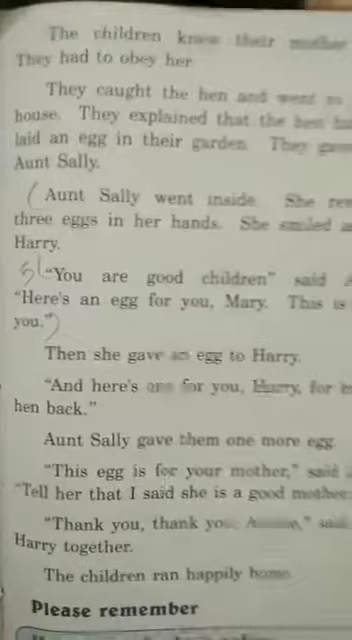 The children knew their mother
They had to obey her
They caught the hen and went to
house. They explained that the hen
laid an egg in their garden. They
Aunt Sally.
Aunt Sally went inside. She
three eggs in her hands. She smiled
Harry.
"You are good children" said
"Here's an egg for you, Mary. This is
you."
Then she gave an egg to Harry.
"And here's one for you, Harry, for
hen back."
Aunt Sally gave them one more egg
"This egg is for your mother," said
"Tell her that I said she is a good mother
"Thank you, thank you,
Harry together.
The children ran happily home
Please remember